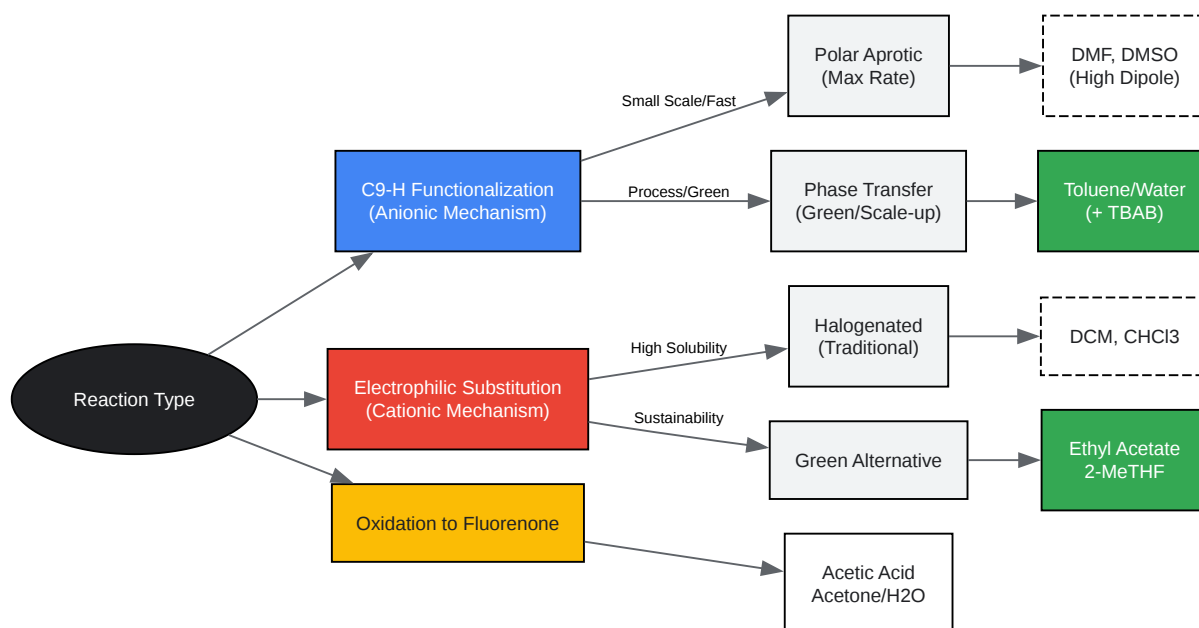 Reaction Type
C9-H Functionalization
(Anionic Mechanism)
Small Scale/Fast
Polar Aprotic
(Max Rate)
DMF, DMSO
(High Dipole)
Process/Green
Phase Transfer
(Green/Scale-up)
Toluene/Water
(+ TBAB)
Electrophilic Substitution
(Cationic Mechanism)
High Solubility
Halogenated
(Traditional)
DCM, CHCl3
Sustainability
Green Alternative
Ethyl Acetate
2-MeTHF
Oxidation to Fluorenone
Acetic Acid
Acetone/H2O